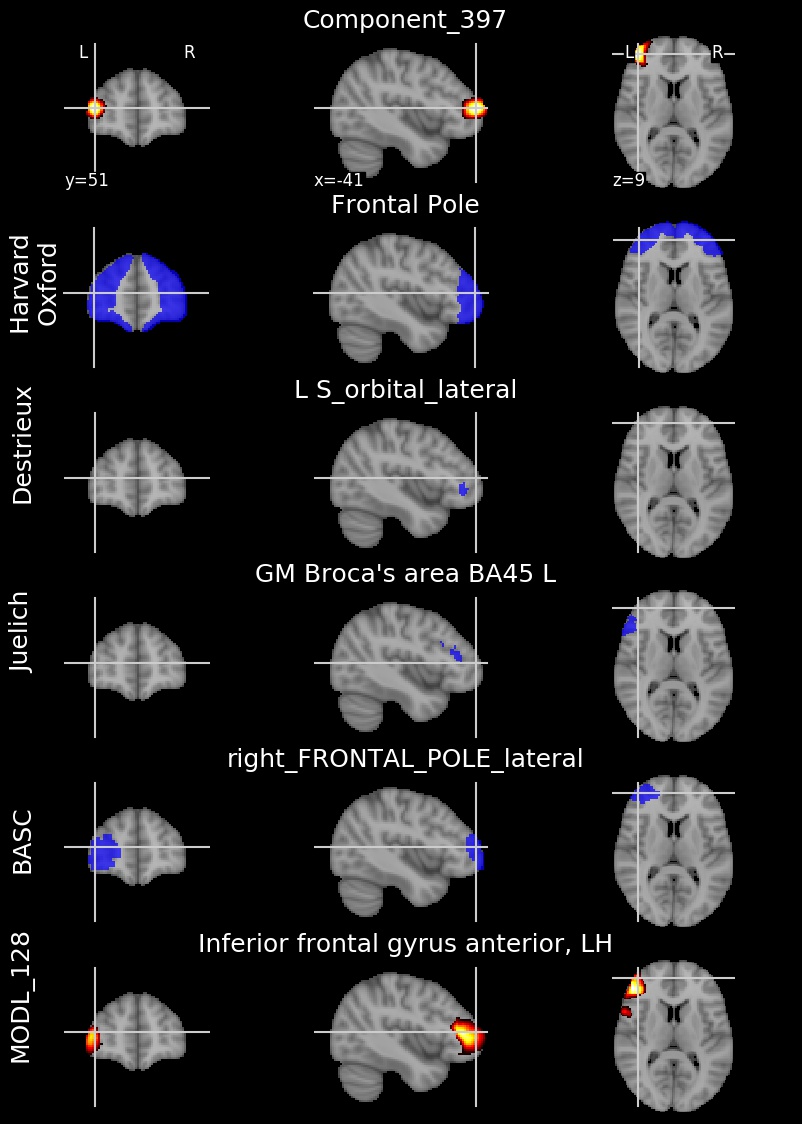 Component_397
L R
L R
y=51
x=-41
z=9
Frontal Pole
Harvard
Oxford
L S_orbital_lateral
Destrieux
GM Broca's area BA45 L
Juelich
right_FRONTAL_POLE_lateral
BASC
Inferior frontal gyrus anterior, LH
MODL_128